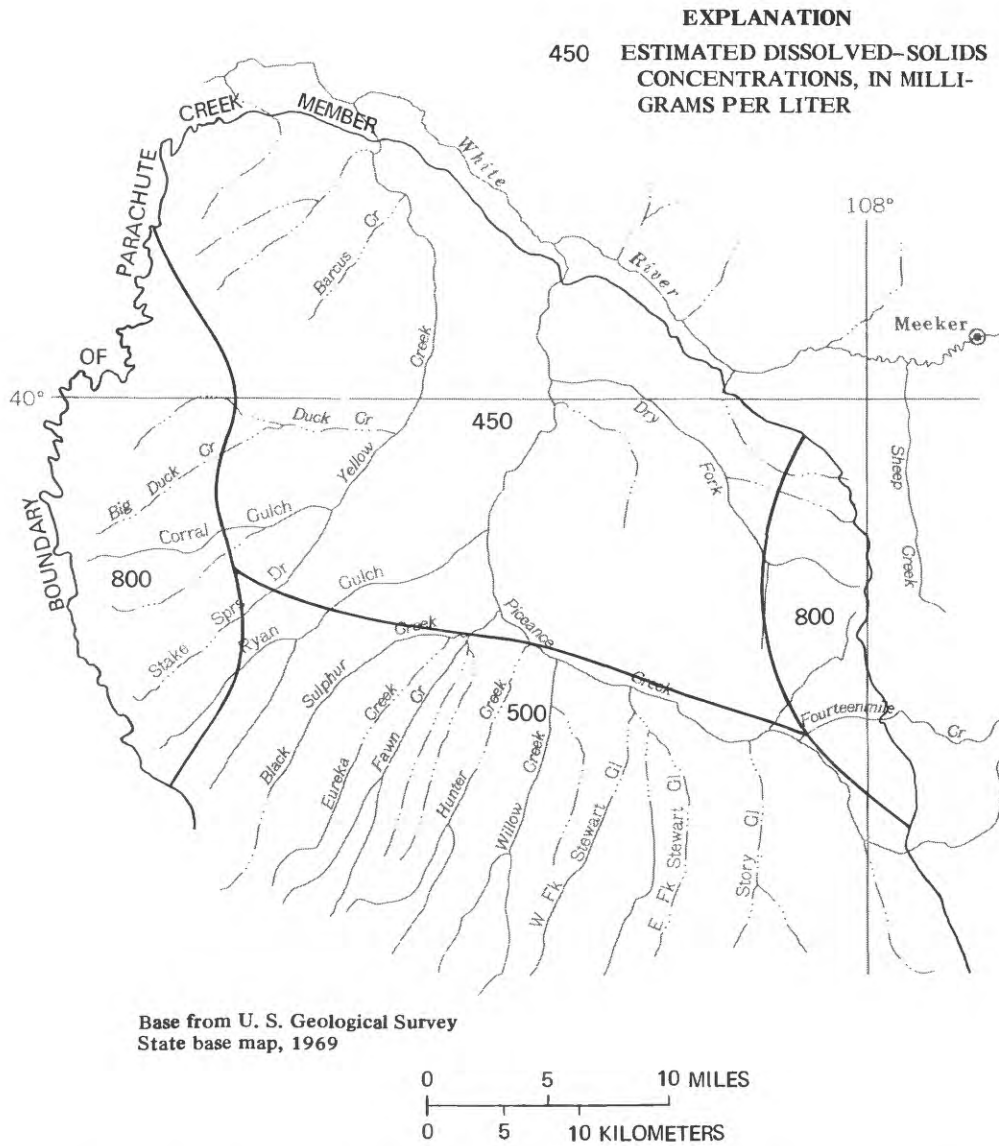 EXPLANATION
450 ESTIMATED DISSOLVED-SOLIDS
CONCENTRATIONS, IN MILLI-
GRAMS PER LITER
BOUNDARY OF PARACHUTE CREEK MEMBER
White River
108°
Meeker
Barcus Cr
40°
Duck Cr
Big Duck Cr
Yellow Creek
450
Dry Fork
Sheep Creek
Corral Gulch
800
Stake Sprs Dr
Ryan Gulch
Piceance Creek
800
Black Sulphur Creek
Eureka Creek
Fawn Cr
Hunter Creek
500
Willow Creek
W Fk Stewart Gl
E Fk Stewart Gl
Story Gl
Fourteenmile Cr
Base from U. S. Geological Survey
State base map, 1969
0 5 10 MILES
0 5 10 KILOMETERS